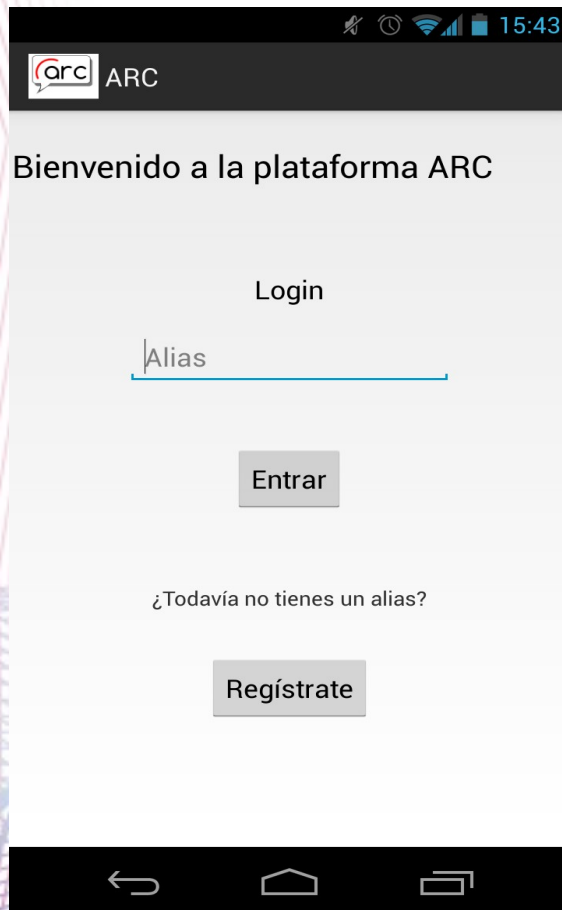 15:43
arc ARC
Bienvenido a la plataforma ARC
Login
Alias
Entrar
¿Todavía no tienes un alias?
Regístrate